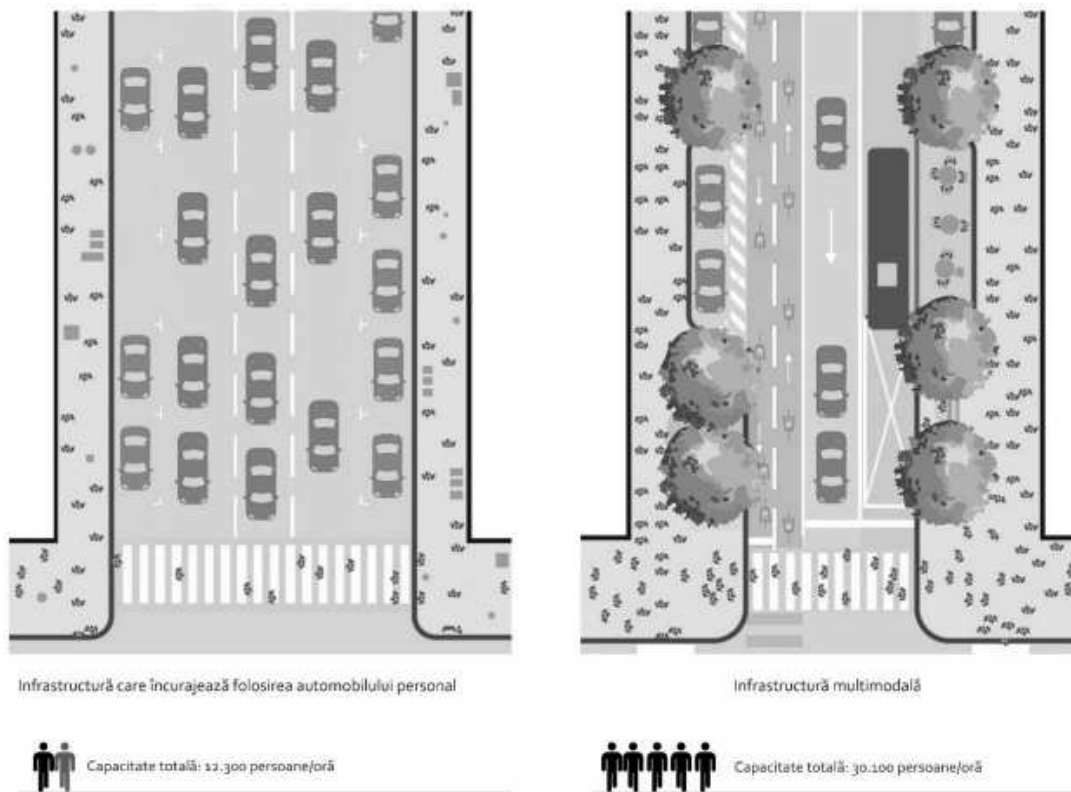 Infrastructură care încurajează folosirea automobilului personal
Capacitate totală: 12.300 persoane/oră
Infrastructură multimodală
Capacitate totală: 30.100 persoane/oră